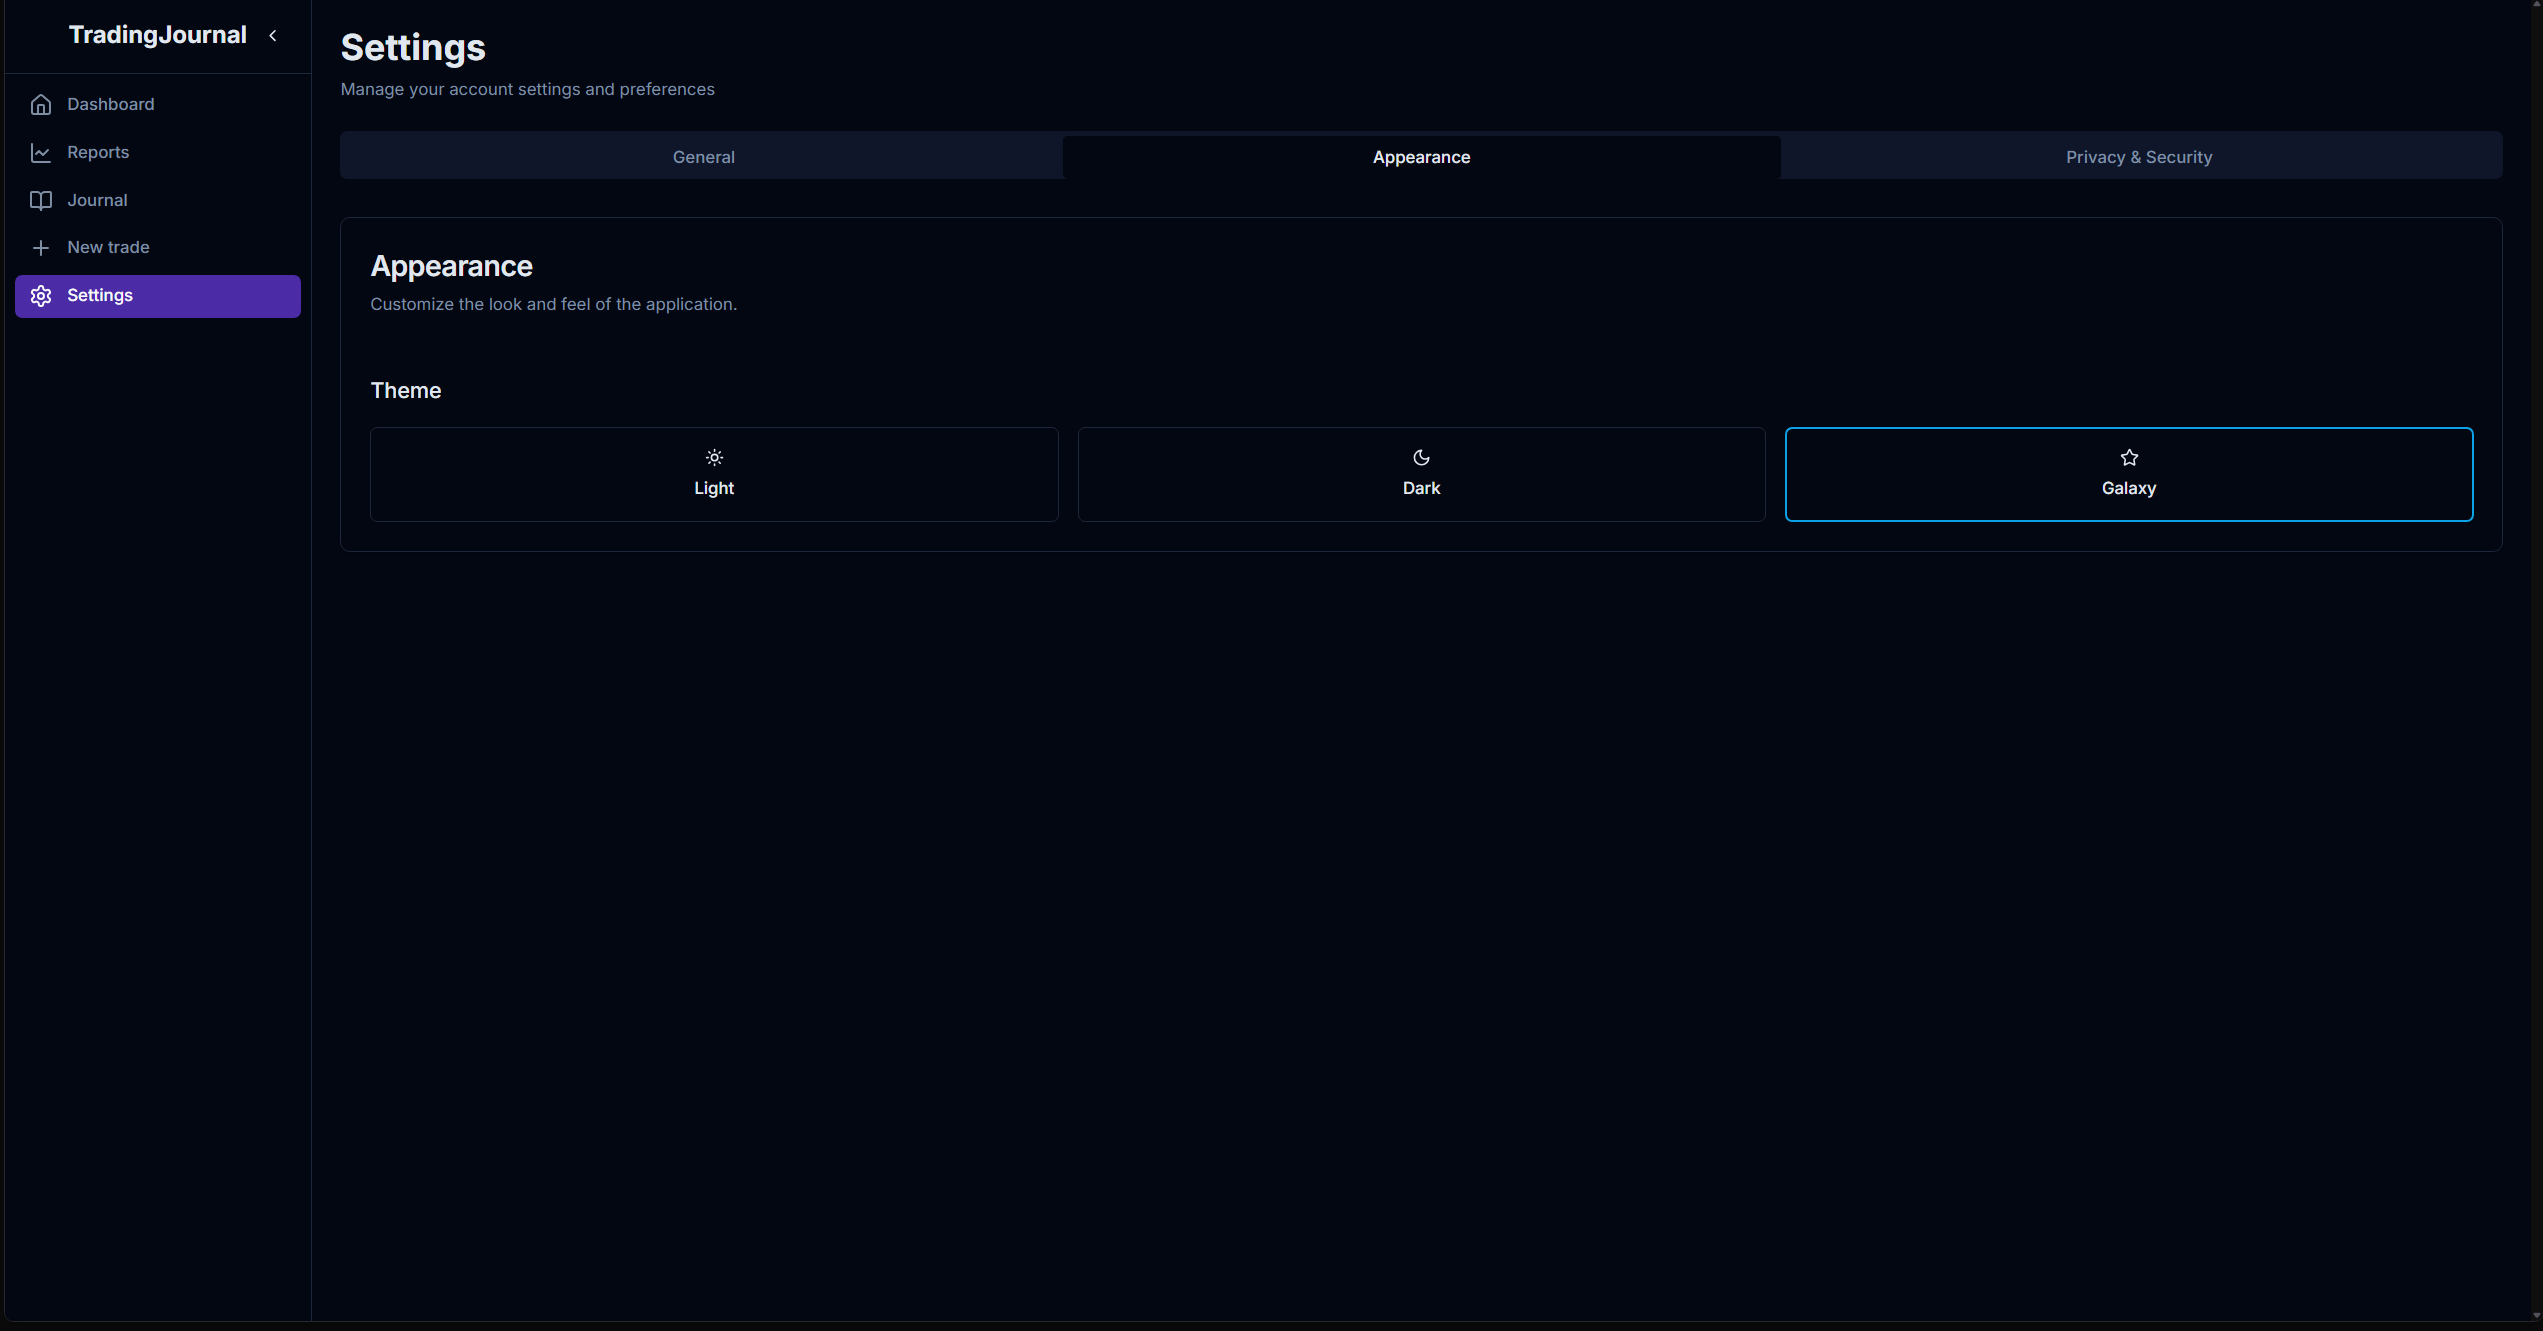 TradingJournal
Dashboard
Reports
Journal
New trade
Settings
Settings
Manage your account settings and preferences
General
Appearance
Privacy & Security
Appearance
Customize the look and feel of the application.
Theme
Light
Dark
Galaxy